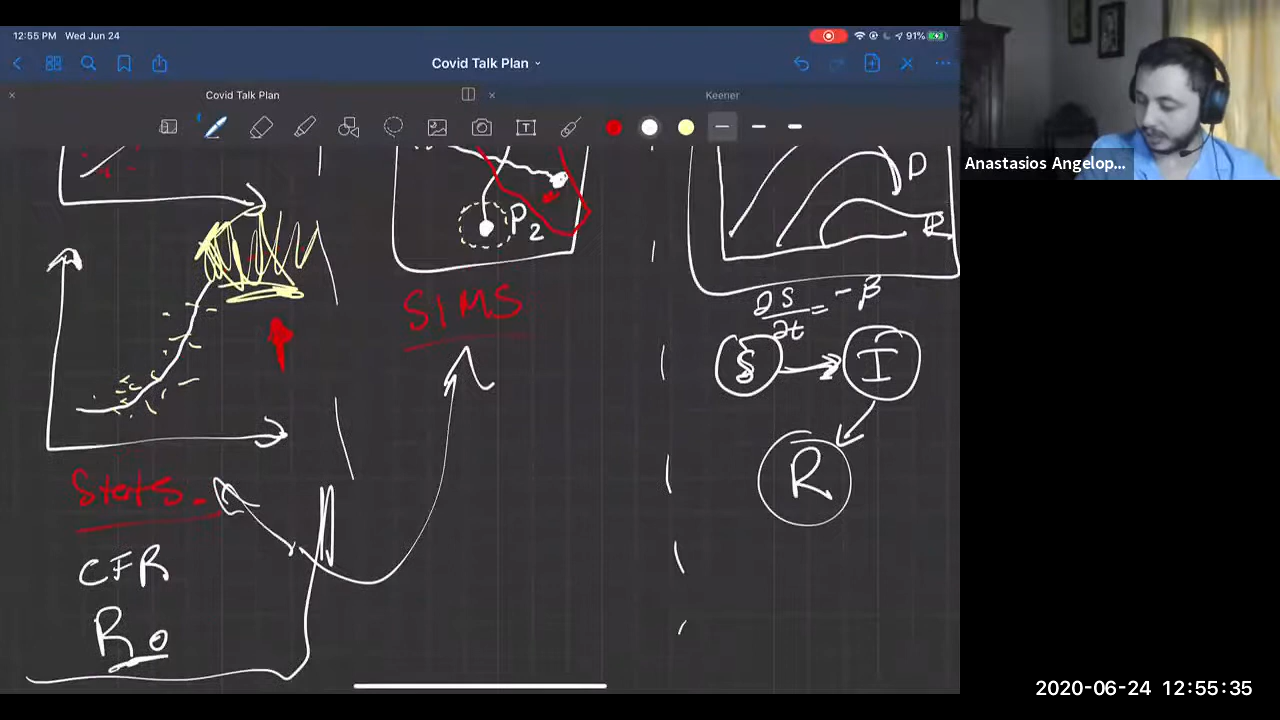 12:55 PM Wed Jun 24
91%
Covid Talk Plan
Covid Talk Plan
Keener
Anastasios Angelop...
D
R
P2
SIMS
∂S/∂t = -β
S
I
R
Stats.
CFR
R0
2020-06-24 12:55:35